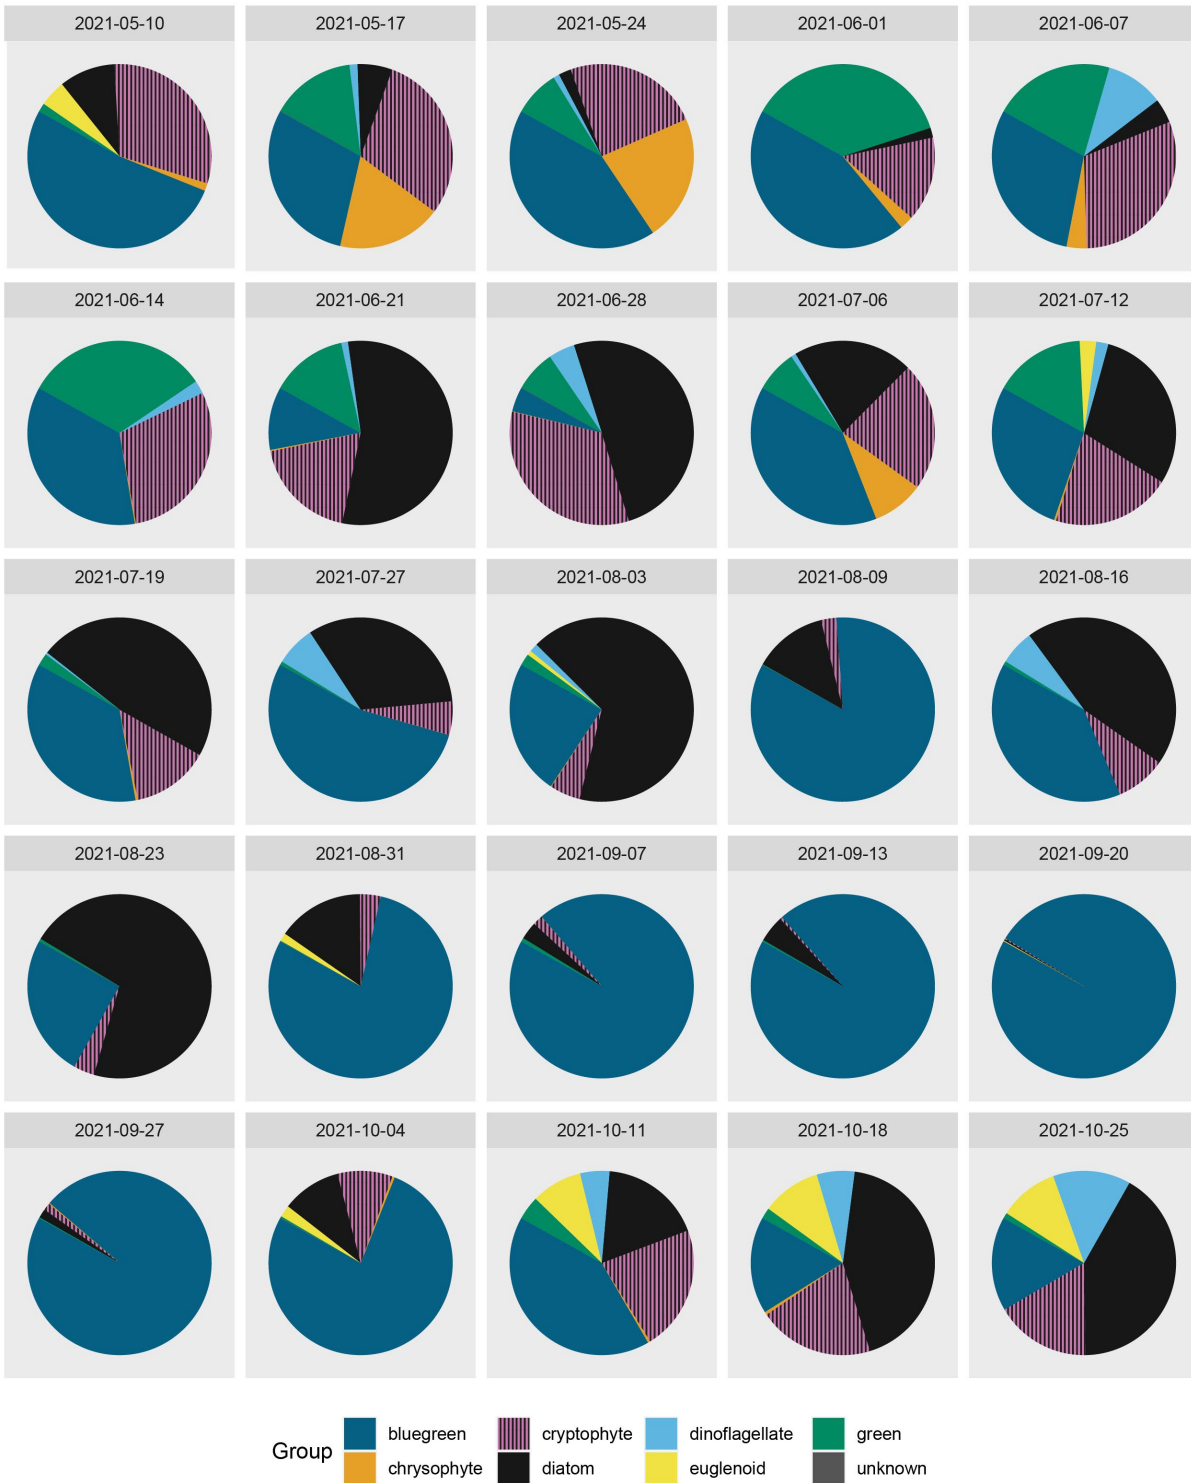 2021-05-10 2021-05-17 2021-05-24 2021-06-01 2021-06-07
2021-06-14 2021-06-21 2021-06-28 2021-07-06 2021-07-12
2021-07-19 2021-07-27 2021-08-03 2021-08-09 2021-08-16
2021-08-23 2021-08-31 2021-09-07 2021-09-13 2021-09-20
2021-09-27 2021-10-04 2021-10-11 2021-10-18 2021-10-25
Group
bluegreen cryptophyte dinoflagellate green
chrysophyte diatom euglenoid unknown